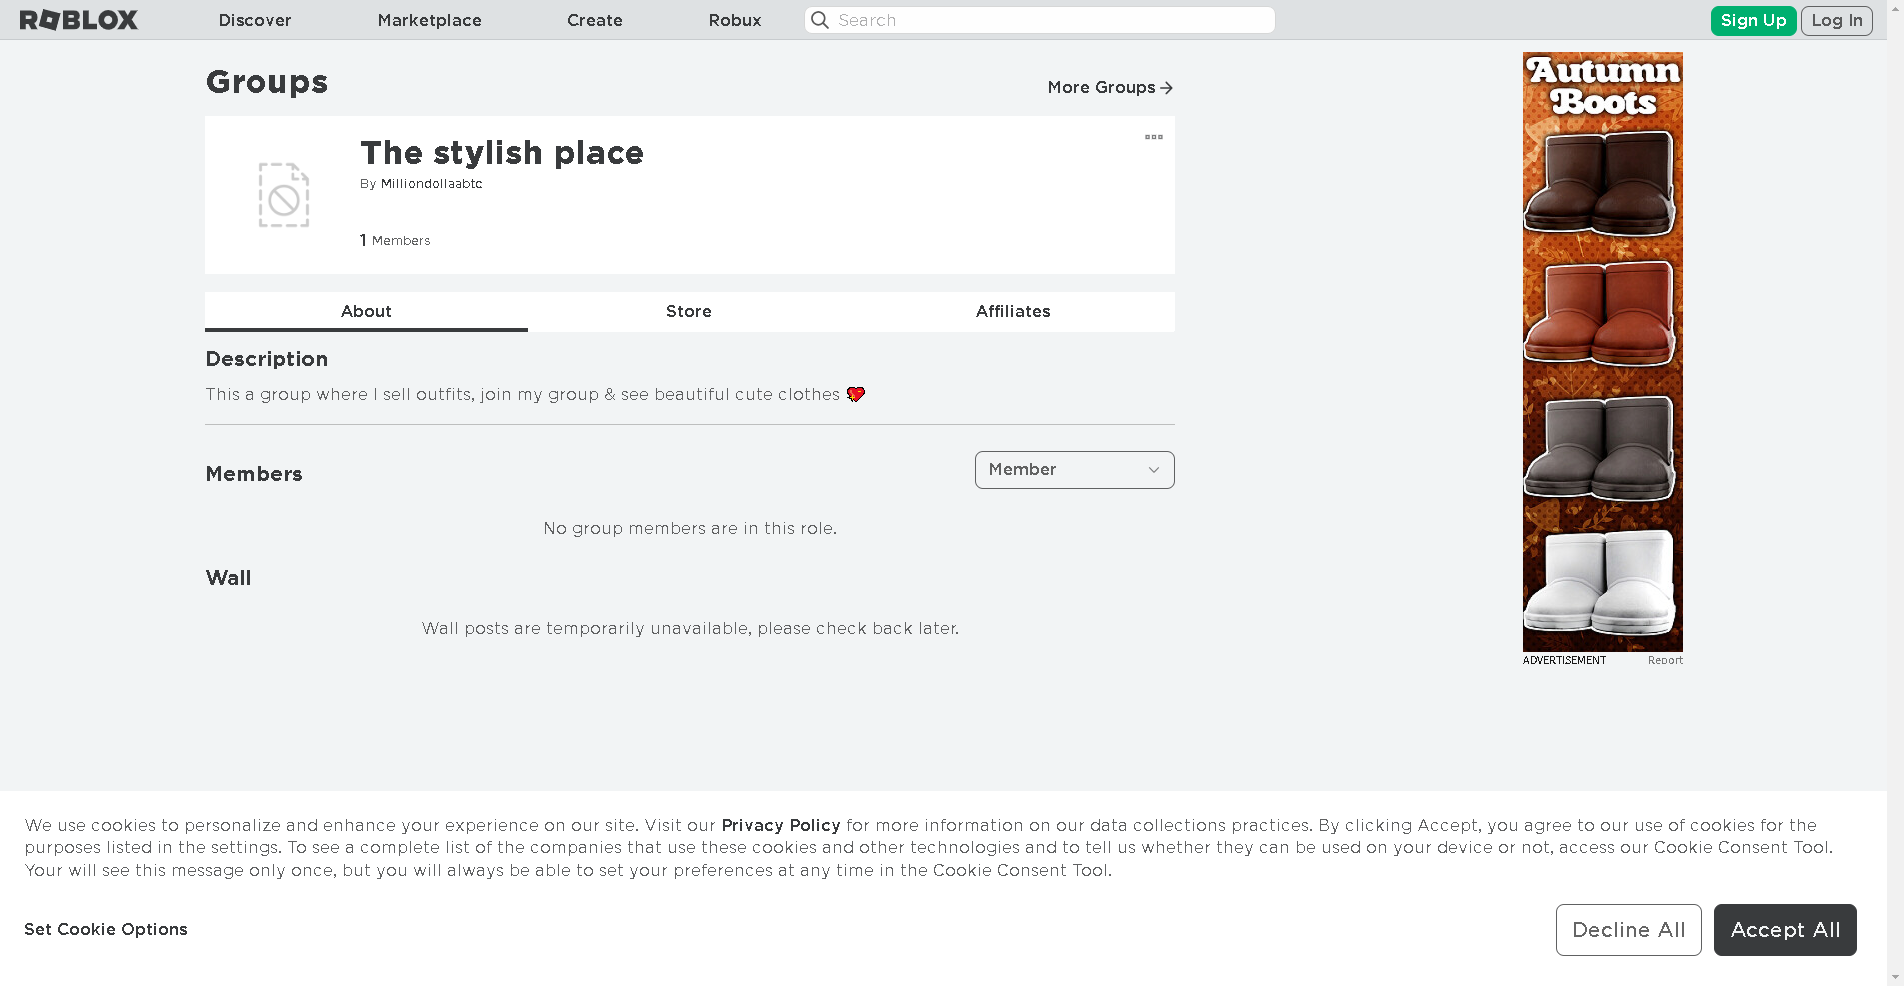 ROBLOX
Discover
Marketplace
Create
Robux
Search
Sign Up
Log In
Groups
More Groups
The stylish place
By Milliondollaabtc
1 Members
About
Store
Affiliates
Description
This a group where I sell outfits, join my group & see beautiful cute clothes 💖
Members
Member
No group members are in this role.
Wall
Wall posts are temporarily unavailable, please check back later.
Autumn
Boots
ADVERTISEMENT
Report
We use cookies to personalize and enhance your experience on our site. Visit our Privacy Policy for more information on our data collections practices. By clicking Accept, you agree to our use of cookies for the
purposes listed in the settings. To see a complete list of the companies that use these cookies and other technologies and to tell us whether they can be used on your device or not, access our Cookie Consent Tool.
Your will see this message only once, but you will always be able to set your preferences at any time in the Cookie Consent Tool.
Set Cookie Options
Decline All
Accept All